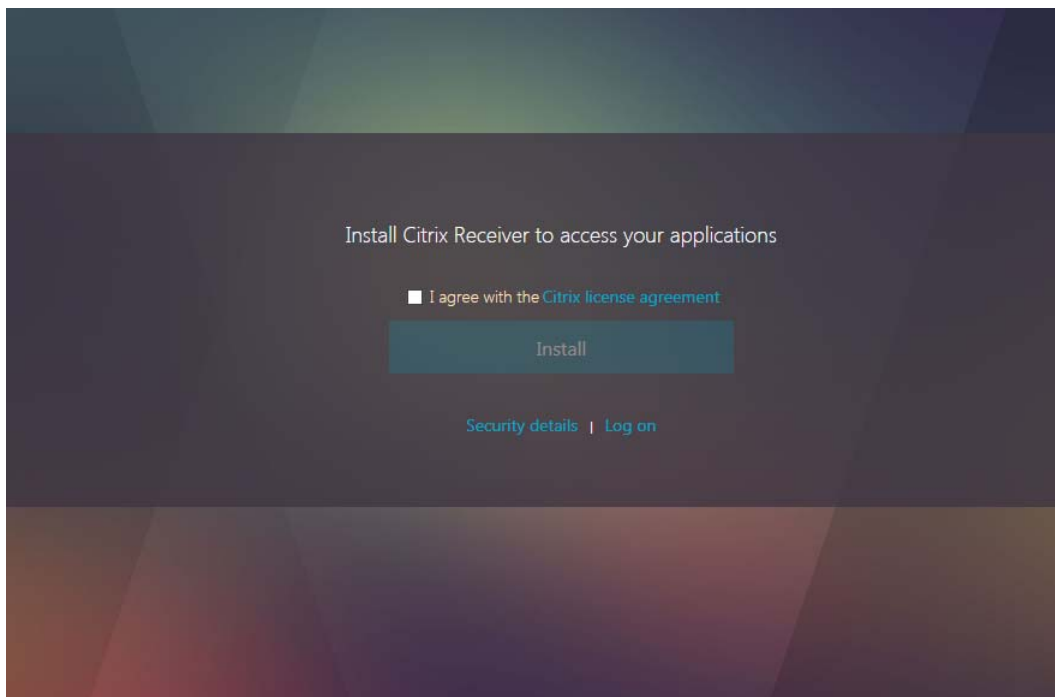 Install Citrix Receiver to access your applications
I agree with the Citrix license agreement
Install
Security details | Log on